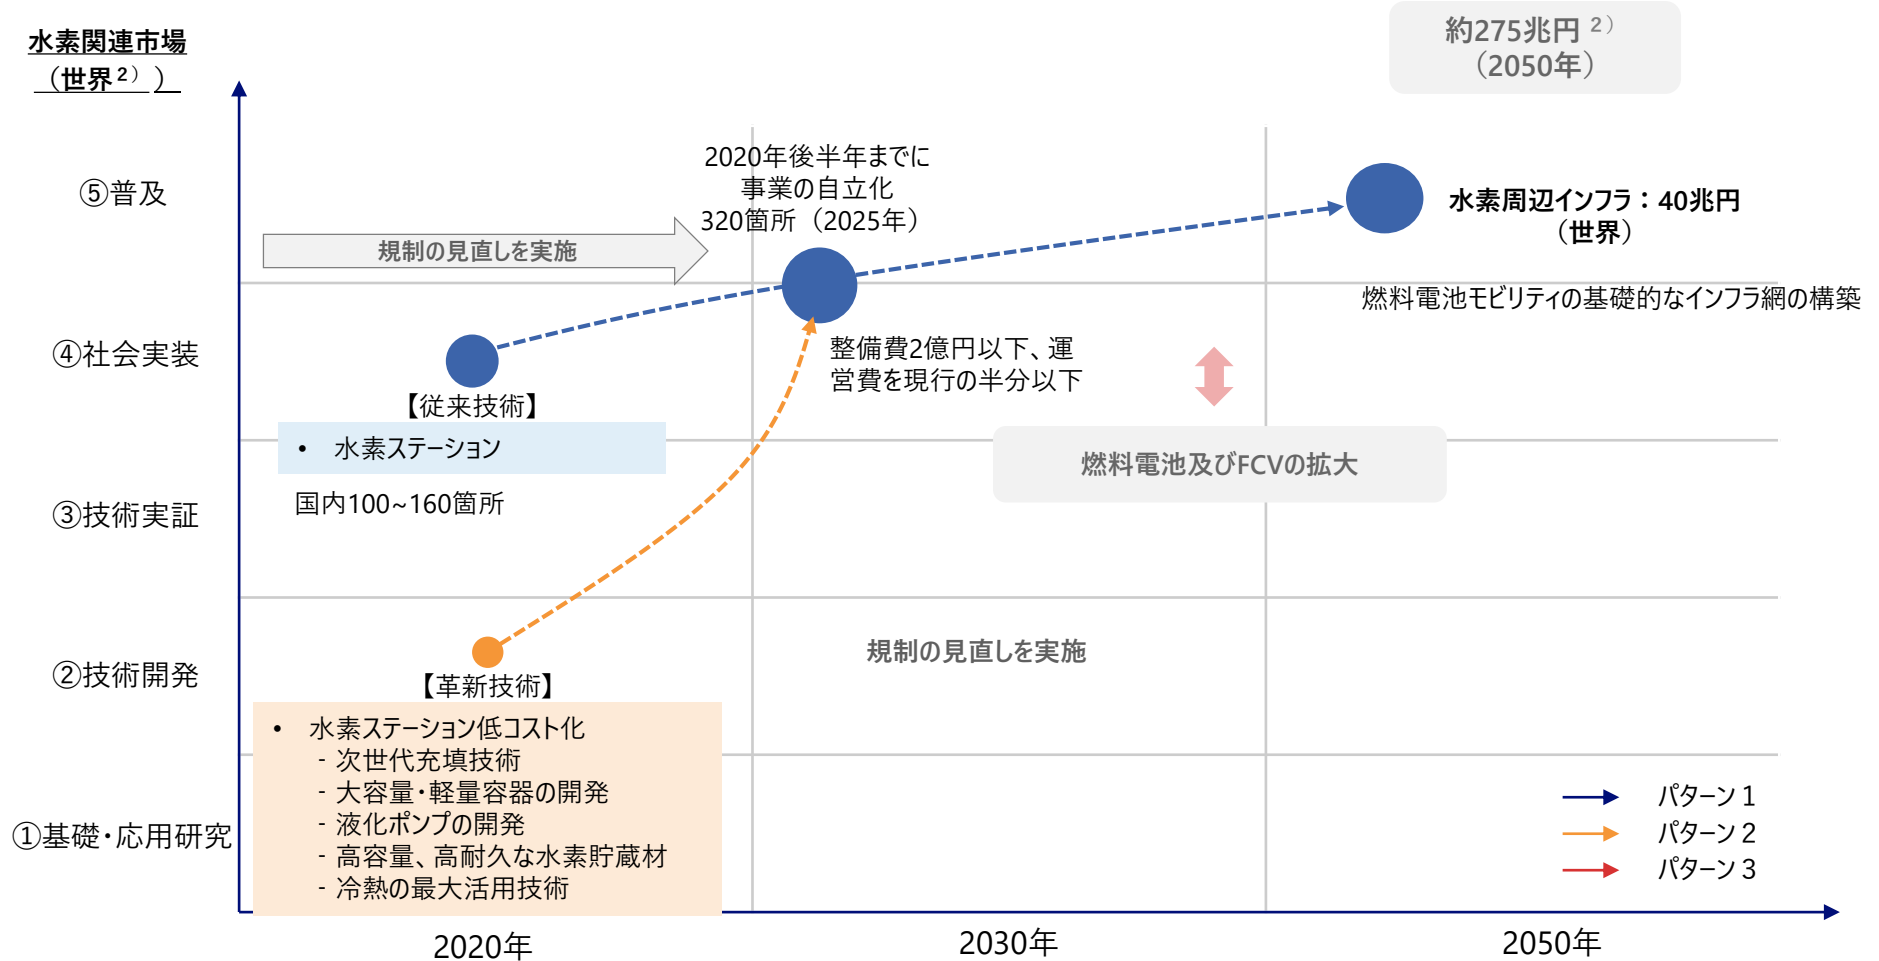 水素関連市場
（世界２））
約275兆円２）
（2050年）
⑤普及
2020年後半年までに
事業の自立化
320箇所（2025年）
規制の見直しを実施
水素周辺インフラ：40兆円
（世界）
燃料電池モビリティの基礎的なインフラ網の構築
④社会実装
整備費2億円以下、運
営費を現行の半分以下
【従来技術】
• 水素ステーション
燃料電池及びFCVの拡大
国内100~160箇所
③技術実証
規制の見直しを実施
②技術開発
【革新技術】
• 水素ステーション低コスト化
- 次世代充填技術
- 大容量・軽量容器の開発
- 液化ポンプの開発
- 高容量、高耐久な水素貯蔵材
- 冷熱の最大活用技術
①基礎・応用研究
パターン１
パターン２
パターン３
2020年
2030年
2050年